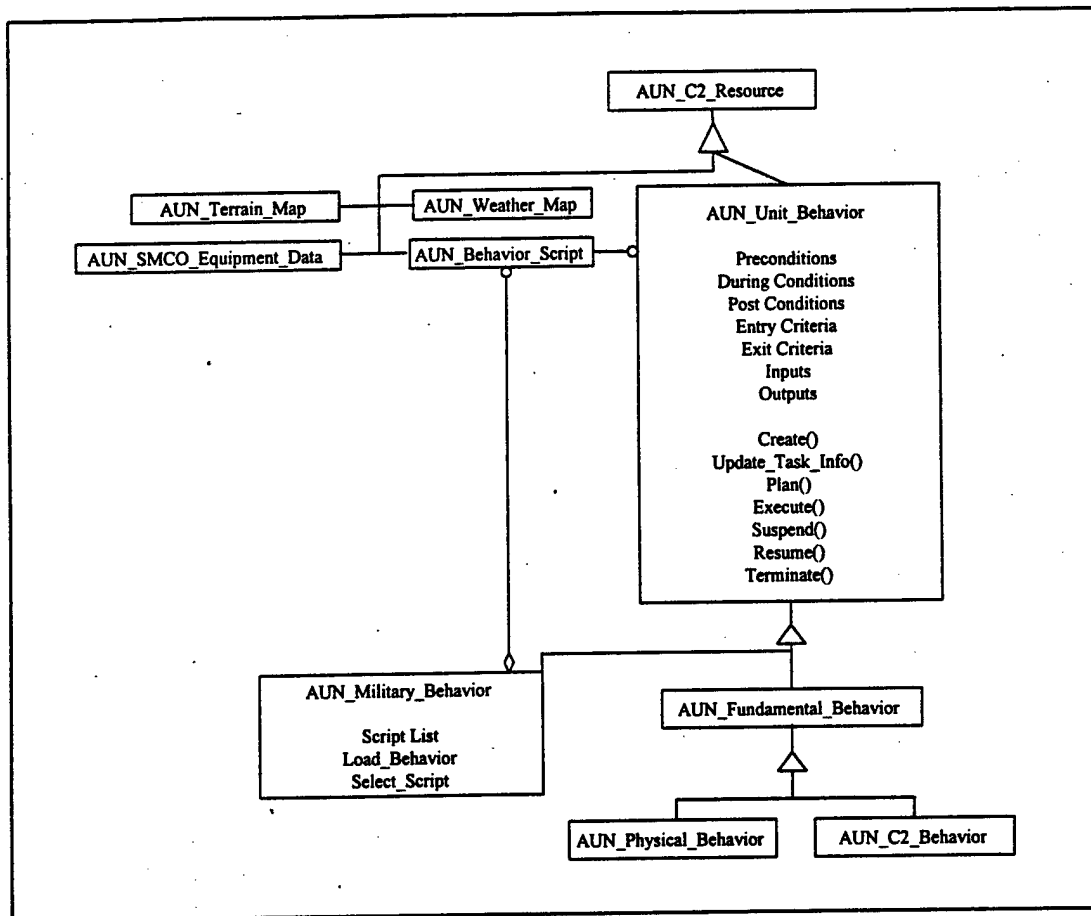 AUN_C2_Resource
AUN_Terrain_Map
AUN_Weather_Map
AUN_SMCO_Equipment_Data
AUN_Behavior_Script
AUN_Unit_Behavior
Preconditions
During Conditions
Post Conditions
Entry Criteria
Exit Criteria
Inputs
Outputs
Create()
Update_Task_Info()
Plan()
Execute()
Suspend()
Resume()
Terminate()
AUN_Military_Behavior
Script List
Load_Behavior
Select_Script
AUN_Fundamental_Behavior
AUN_Physical_Behavior
AUN_C2_Behavior